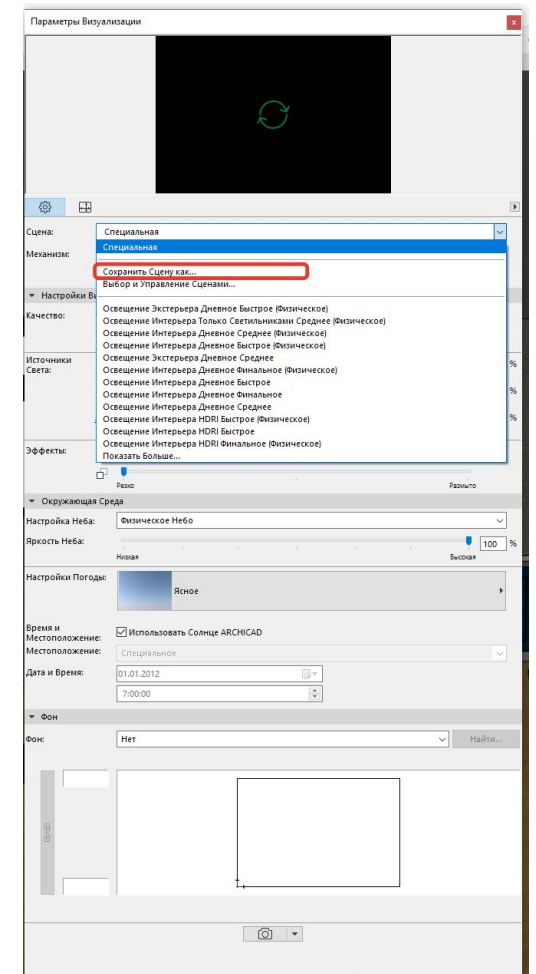 Параметры Визуализации
x
Сцена:
Специальная
Специальная
Механизм:
Сохранить Сцену как...
Выбор и Управление Сценами...
Настройки Ви
Качество:
Освещение Экстерьера Дневное Быстрое (Физическое)
Освещение Интерьера Только Светильниками Среднее (Физическое)
Освещение Интерьера Дневное Среднее (Физическое)
Освещение Интерьера Дневное Быстрое (Физическое)
Источники Света:
Освещение Экстерьера Дневное Среднее
%
Освещение Интерьера Дневное Финальное (Физическое)
Освещение Интерьера Дневное Быстрое
%
Освещение Интерьера Дневное Финальное
Освещение Интерьера Дневное Среднее
Освещение Интерьера HDRI Быстрое (Физическое)
%
Освещение Интерьера HDRI Быстрое
Освещение Интерьера HDRI Финальное (Физическое)
Эффекты:
Показать Больше...
Резко Размыто
Окружающая Среда
Настройка Неба:
Физическое Небо
Яркость Неба:
100 %
Низкая Высокая
Настройки Погоды:
Ясное
Время и Местоположение:
Использовать Солнце ARCHICAD
Местоположение:
Специальное
Дата и Время:
01.01.2012
7:00:00
Фон
Фон:
Нет
Найти...